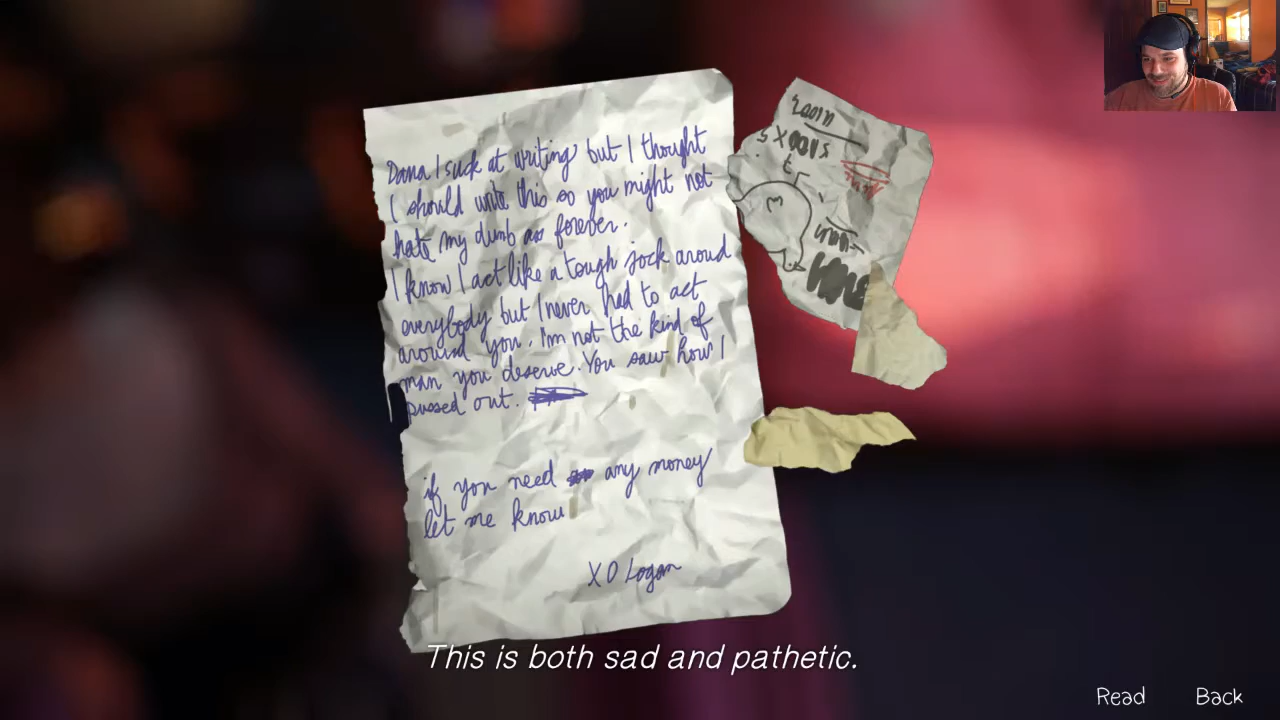 Dana I suck at writing but I thought
I should write this so you might not
hate my dumb ass forever.
I know I act like a tough jock aroud
everybody but I never had to act
around you. I'm not the kind of
man you deserve. You saw how I
pussed out.
if you need any money
let me know
XO Logan
This is both sad and pathetic.
Read
Back